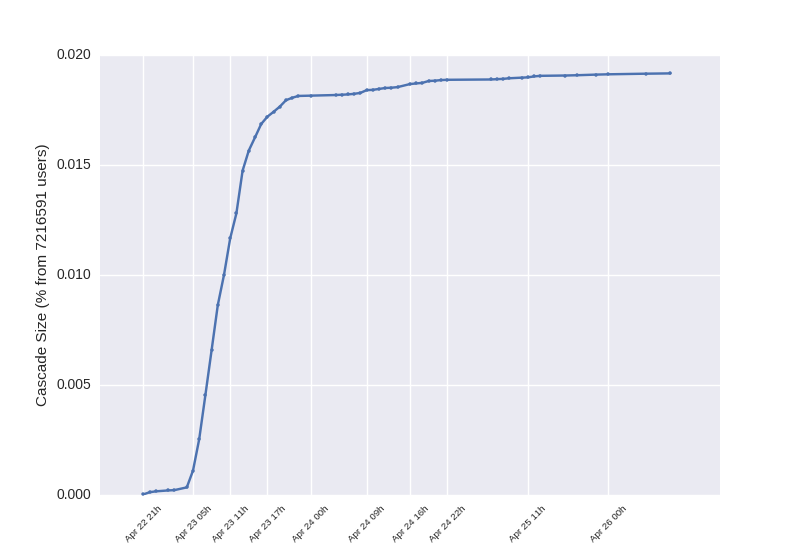 0.020
0.015
0.010
0.005
0.000
Cascade Size (% from 7216591 users)
Apr 22 21h
Apr 23 05h
Apr 23 11h
Apr 23 17h
Apr 24 00h
Apr 24 09h
Apr 24 16h
Apr 24 22h
Apr 25 11h
Apr 26 00h